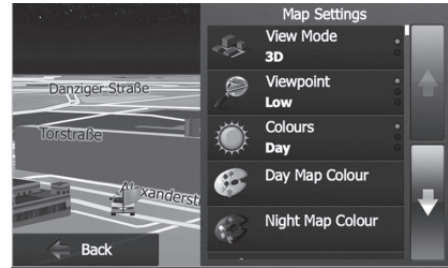 Map Settings
View Mode
3D
Danziger Straße
Viewpoint
Low
Torstraße
Colours
Day
Alexanderst
Day Map Colour
Night Map Colour
Back